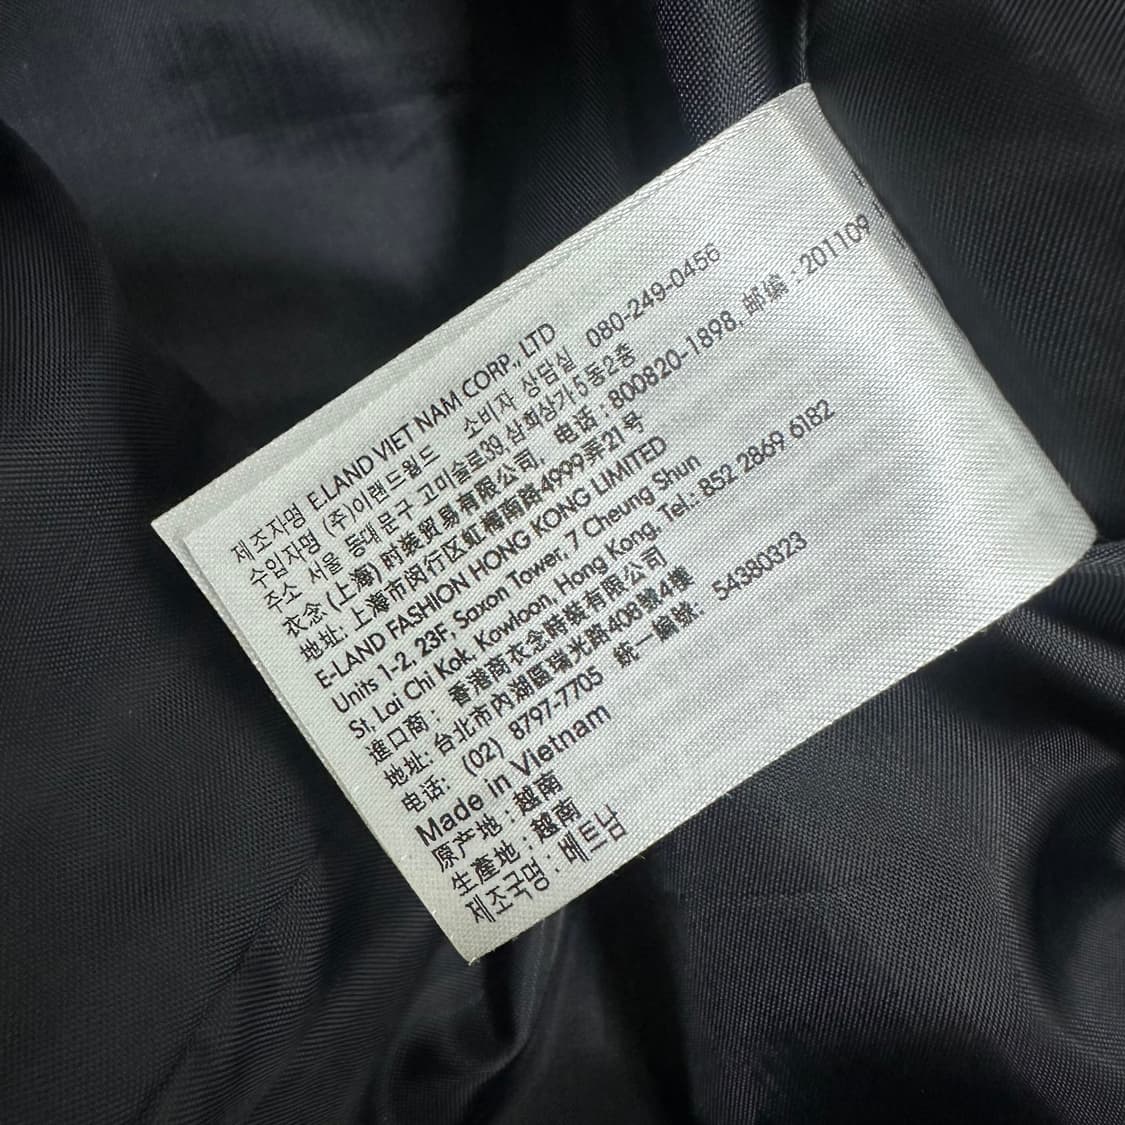 제조자명 E.LAND VIET NAM CORP., LTD
수입자명 (주)이랜드월드 소비자 상담실 080-249-0456
주소 서울 동대문구 고미술로39,삼희상가5동2층
衣念 (上海) 时装贸易有限公司, 电话 : 800820-1898, 邮编 : 201109
地址: 上海市闵行区虹梅南路4999弄21号
E-LAND FASHION HONG KONG LIMITED
Units 1-2, 23F, Saxon Tower, 7 Cheung Shun
St, Lai Chi Kok, Kowloon, Hong Kong, Tel.: 852 2869 6182
進口商: 香港商衣念時裝有限公司
地址: 台北市內湖區瑞光路408號4樓
电话: (02) 8797-7705 統一編號: 54380323
Made in Vietnam
原产地 : 越南
生產地 : 越南
제조국명 : 베트남